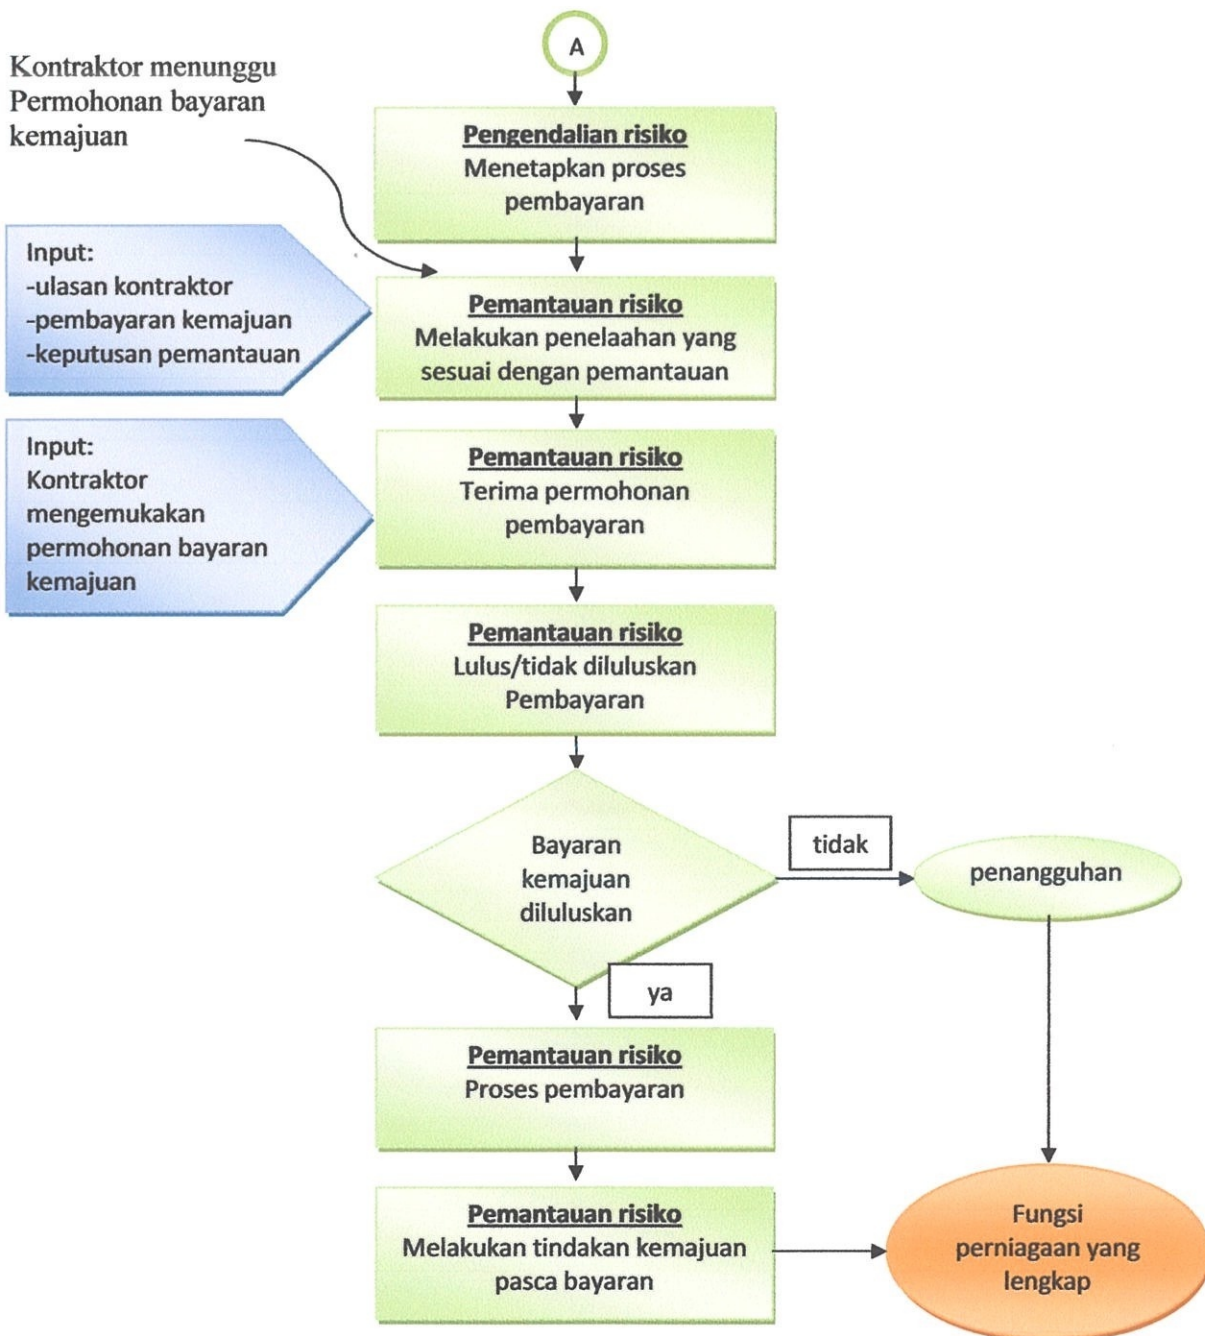 A
Kontraktor menunggu
Permohonan bayaran
kemajuan
Pengendalian risiko
Menetapkan proses
pembayaran
Input:
-ulasan kontraktor
-pembayaran kemajuan
-keputusan pemantauan
Pemantauan risiko
Melakukan penelaahan yang
sesuai dengan pemantauan
Input:
Kontraktor
mengemukakan
permohonan bayaran
kemajuan
Pemantauan risiko
Terima permohonan
pembayaran
Pemantauan risiko
Lulus/tidak diluluskan
Pembayaran
Bayaran
kemajuan
diluluskan
tidak
penangguhan
ya
Pemantauan risiko
Proses pembayaran
Pemantauan risiko
Melakukan tindakan kemajuan
pasca bayaran
Fungsi
perniagaan yang
lengkap